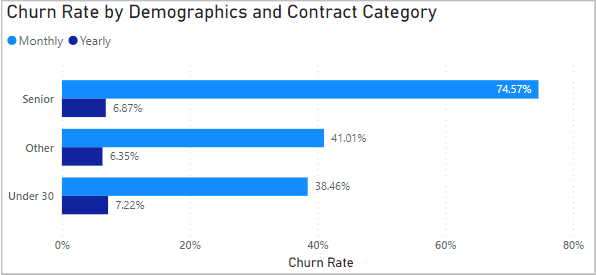 Churn Rate by Demographics and Contract Category
Monthly Yearly
Senior
74.57%
6.87%
Other
41.01%
6.35%
Under 30
38.46%
7.22%
0% 20% 40% 60% 80%
Churn Rate